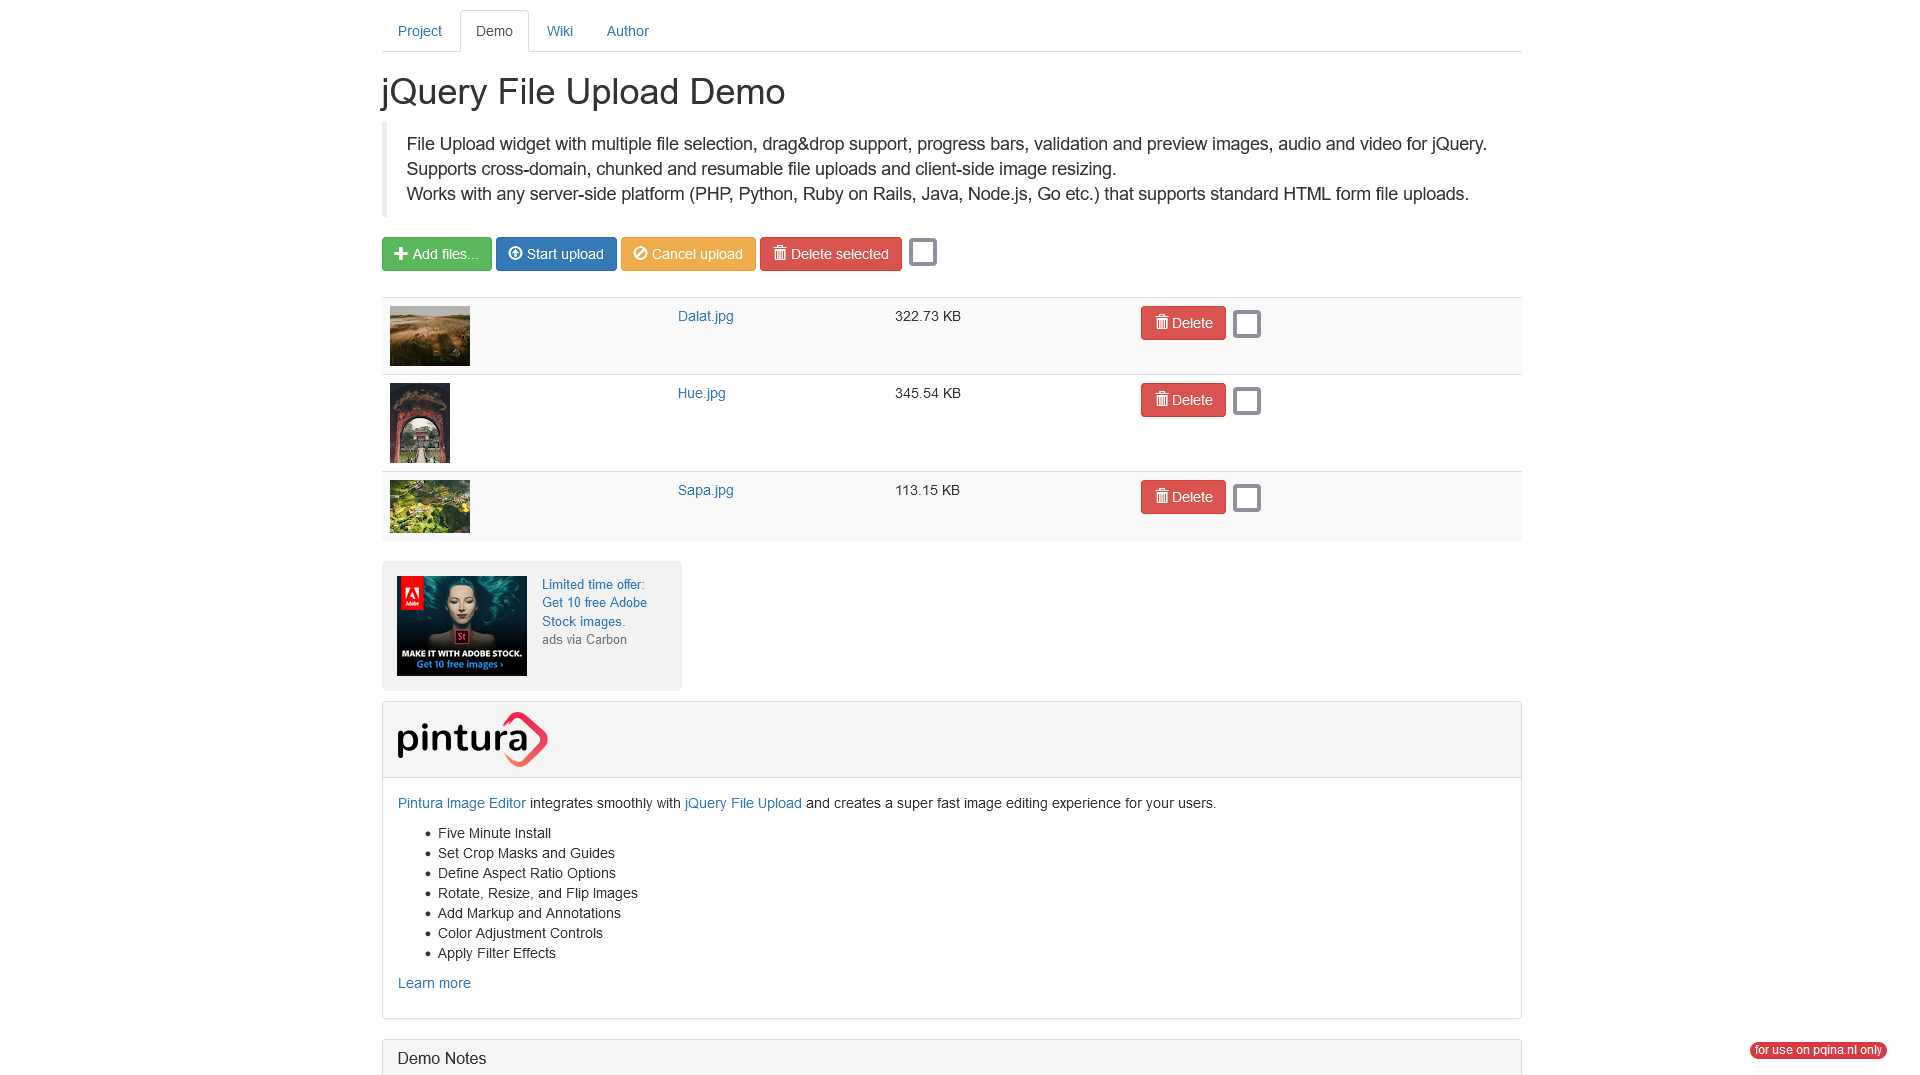 Project
Demo
Wiki
Author
jQuery File Upload Demo
File Upload widget with multiple file selection, drag&drop support, progress bars, validation and preview images, audio and video for jQuery.
Supports cross-domain, chunked and resumable file uploads and client-side image resizing.
Works with any server-side platform (PHP, Python, Ruby on Rails, Java, Node.js, Go etc.) that supports standard HTML form file uploads.
Add files...
Start upload
Cancel upload
Delete selected
Dalat.jpg
322.73 KB
Delete
Hue.jpg
345.54 KB
Delete
Sapa.jpg
113.15 KB
Delete
Adobe
St
MAKE IT WITH ADOBE STOCK.
Get 10 free images ›
Limited time offer:
Get 10 free Adobe
Stock images.
ads via Carbon
pintura
Pintura Image Editor integrates smoothly with jQuery File Upload and creates a super fast image editing experience for your users.
• Five Minute Install
• Set Crop Masks and Guides
• Define Aspect Ratio Options
• Rotate, Resize, and Flip Images
• Add Markup and Annotations
• Color Adjustment Controls
• Apply Filter Effects
Learn more
Demo Notes
for use on pqina.nl only